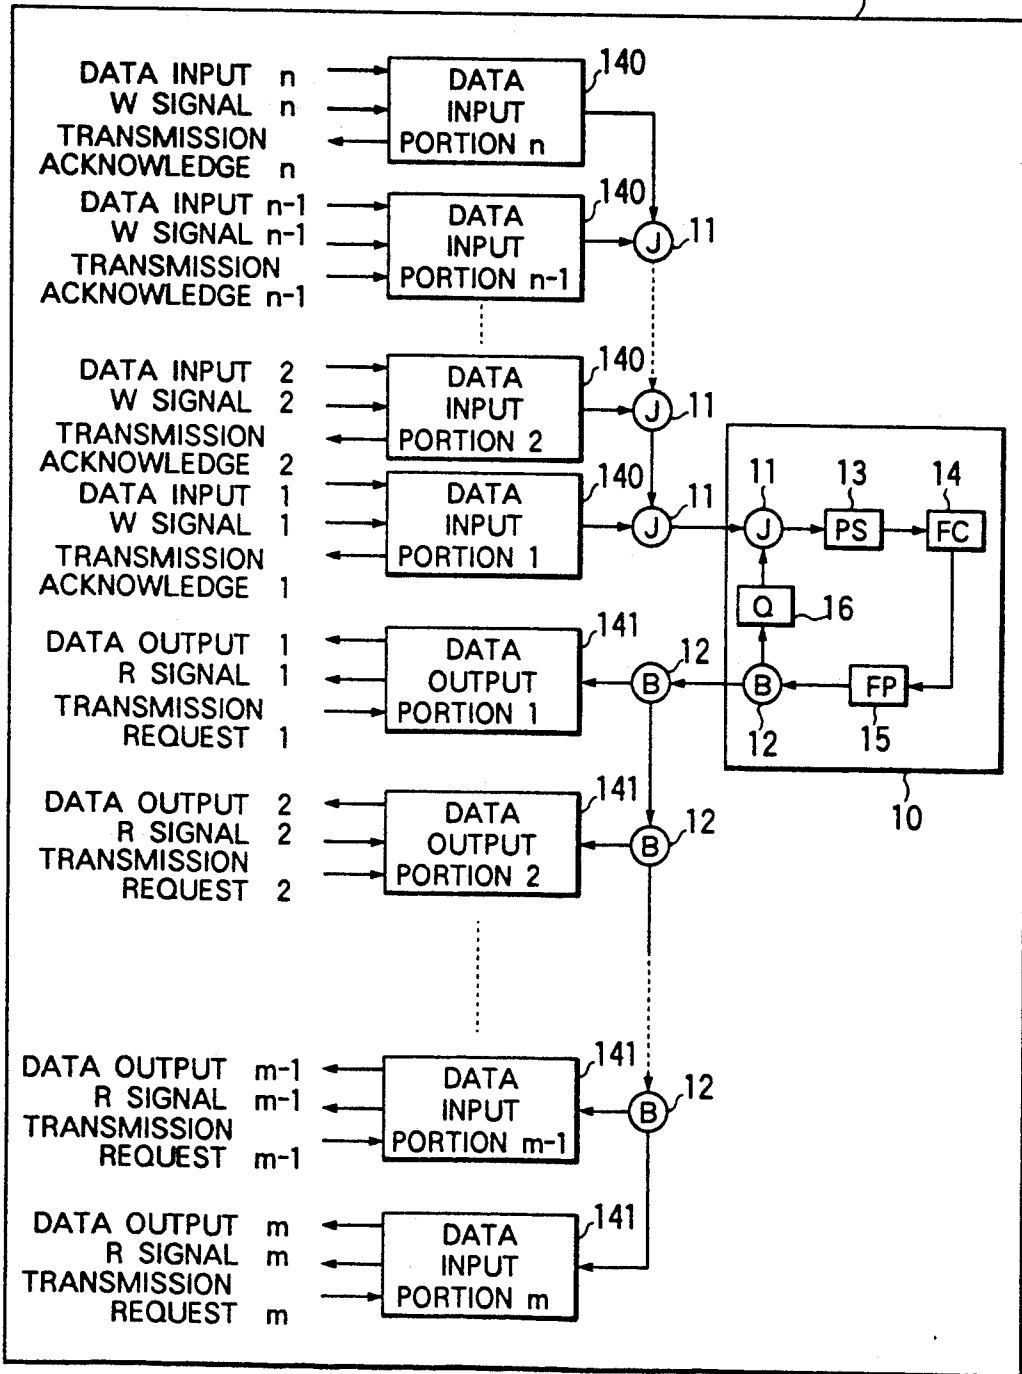 DATA INPUT n
W SIGNAL n
TRANSMISSION
ACKNOWLEDGE n
DATA
INPUT
PORTION n
140
DATA INPUT n-1
W SIGNAL n-1
TRANSMISSION
ACKNOWLEDGE n-1
DATA
INPUT
PORTION n-1
140
J
11
DATA INPUT 2
W SIGNAL 2
TRANSMISSION
ACKNOWLEDGE 2
DATA
INPUT
PORTION 2
140
J
11
DATA INPUT 1
W SIGNAL 1
TRANSMISSION
ACKNOWLEDGE 1
DATA
INPUT
PORTION 1
140
J
11
11
J
13
PS
14
FC
Q
16
DATA OUTPUT 1
R SIGNAL 1
TRANSMISSION
REQUEST 1
DATA
OUTPUT
PORTION 1
141
B
12
B
12
FP
15
10
DATA OUTPUT 2
R SIGNAL 2
TRANSMISSION
REQUEST 2
DATA
OUTPUT
PORTION 2
141
B
12
DATA OUTPUT m-1
R SIGNAL m-1
TRANSMISSION
REQUEST m-1
DATA
INPUT
PORTION m-1
141
B
12
DATA OUTPUT m
R SIGNAL m
TRANSMISSION
REQUEST m
DATA
INPUT
PORTION m
141